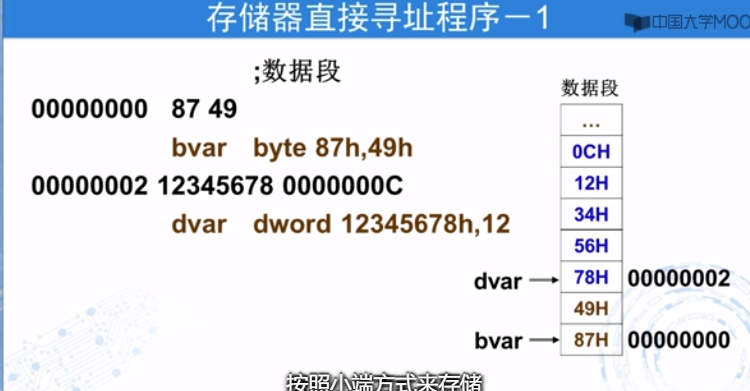 存储器直接寻址程序－1
中国大学MOO
;数据段
00000000 87 49
bvar byte 87h,49h
00000002 12345678 0000000C
dvar dword 12345678h,12
数据段
...
0CH
12H
34H
56H
dvar 78H 00000002
49H
bvar 87H 00000000
按照小端方式来存储